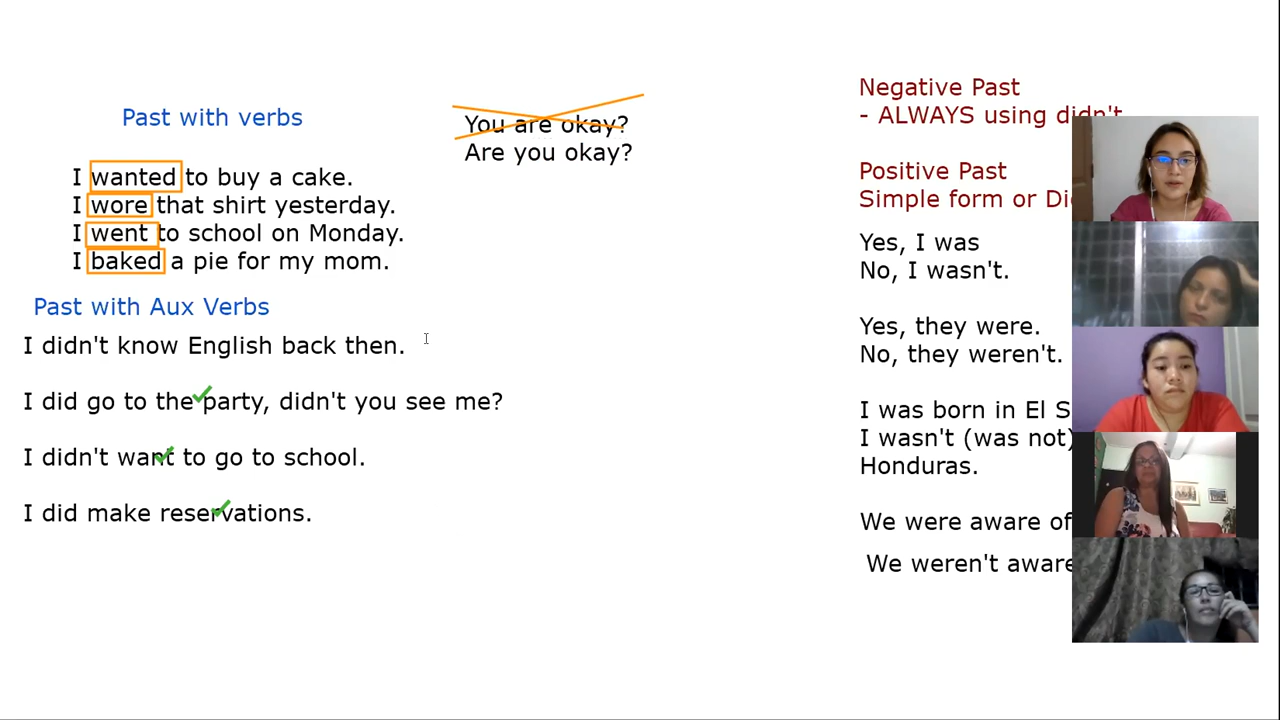 Past with verbs
I wanted to buy a cake.
I wore that shirt yesterday.
I went to school on Monday.
I baked a pie for my mom.
Past with Aux Verbs
I didn't know English back then.
I did go to the party, didn't you see me?
I didn't want to go to school.
I did make reservations.
You are okay?
Are you okay?
Negative Past
- ALWAYS using didn't
Positive Past
Simple form or
Yes, I was
No, I wasn't.
Yes, they were.
No, they weren't.
I was born in El
I wasn't (was not)
Honduras.
We were aware of
We weren't aware